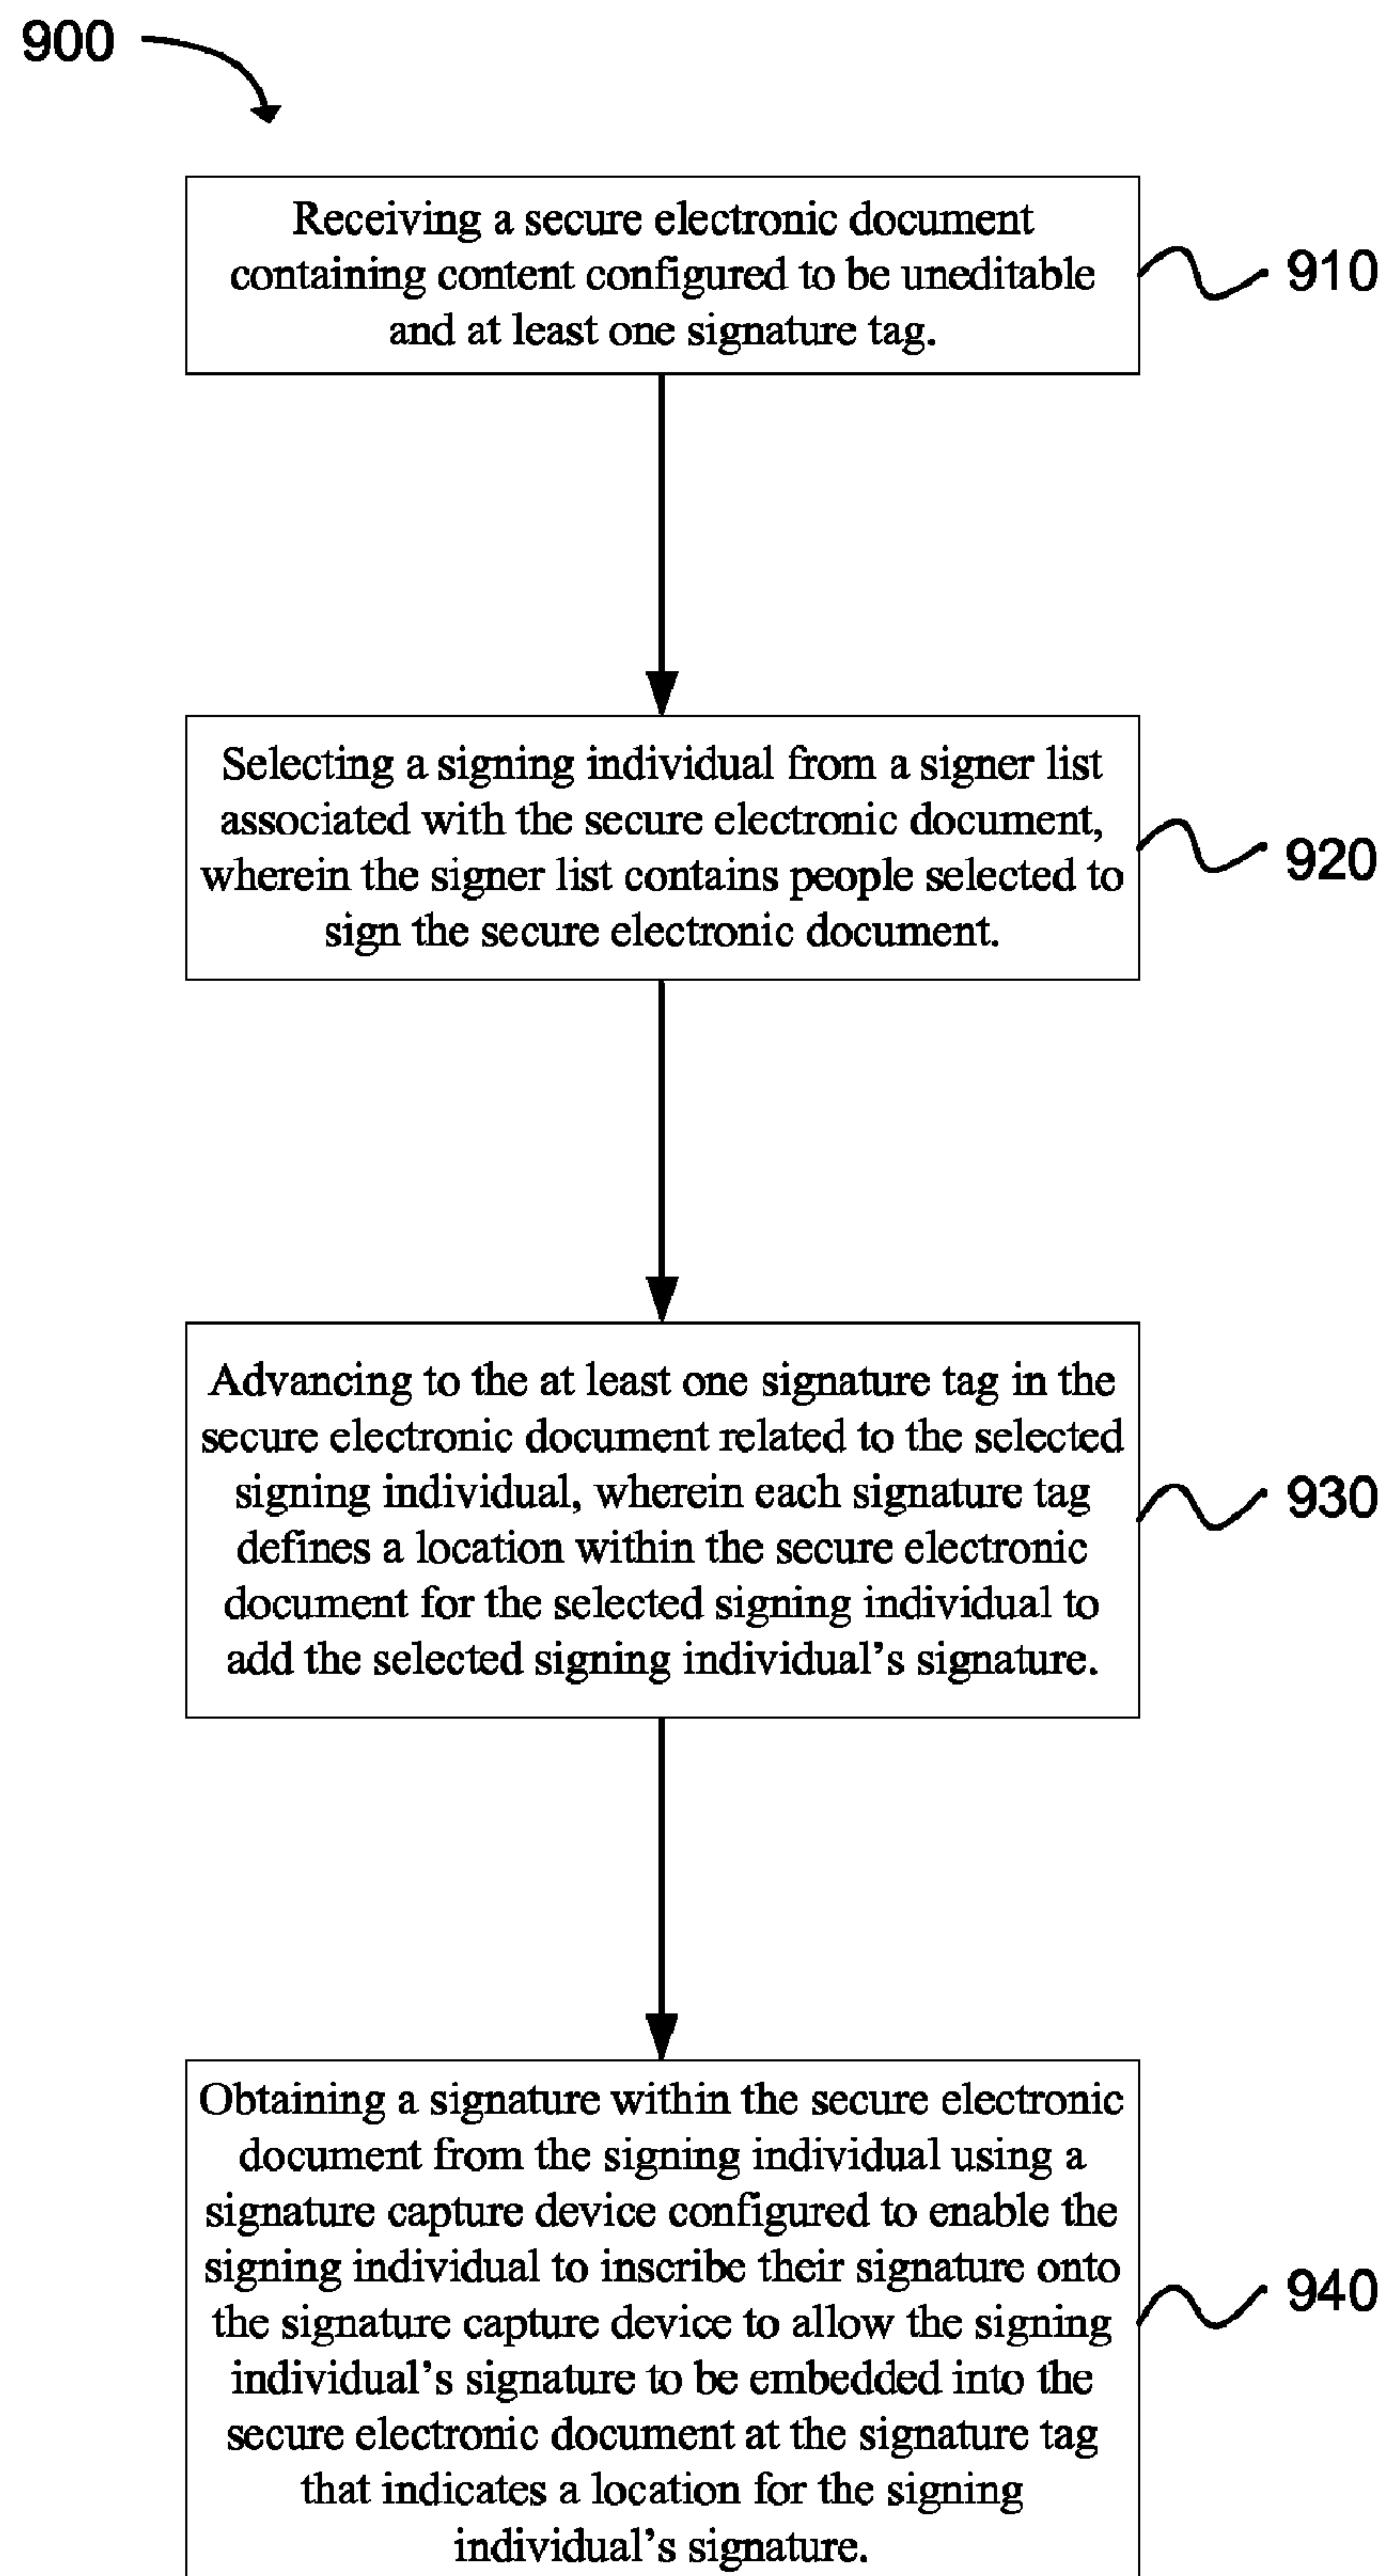 900
Receiving a secure electronic document
containing content configured to be uneditable
and at least one signature tag.
910
Selecting a signing individual from a signer list
associated with the secure electronic document,
wherein the signer list contains people selected to
sign the secure electronic document.
920
Advancing to the at least one signature tag in the
secure electronic document related to the selected
signing individual, wherein each signature tag
defines a location within the secure electronic
document for the selected signing individual to
add the selected signing individual’s signature.
930
Obtaining a signature within the secure electronic
document from the signing individual using a
signature capture device configured to enable the
signing individual to inscribe their signature onto
the signature capture device to allow the signing
individual’s signature to be embedded into the
secure electronic document at the signature tag
that indicates a location for the signing
individual’s signature.
940